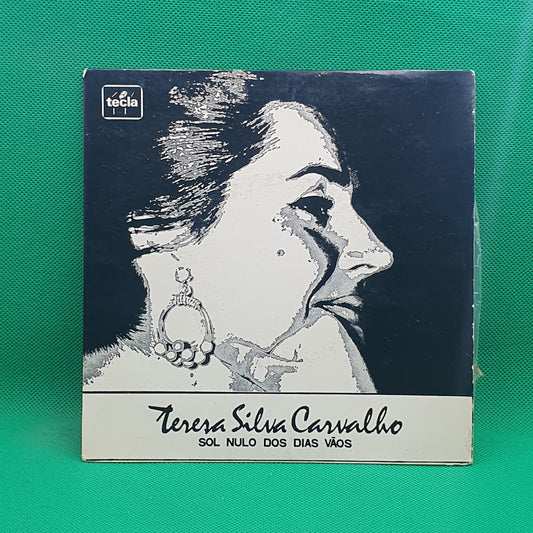 tecla
Teresa Silva Carvalho
SOL NULO DOS DIAS VÃOS